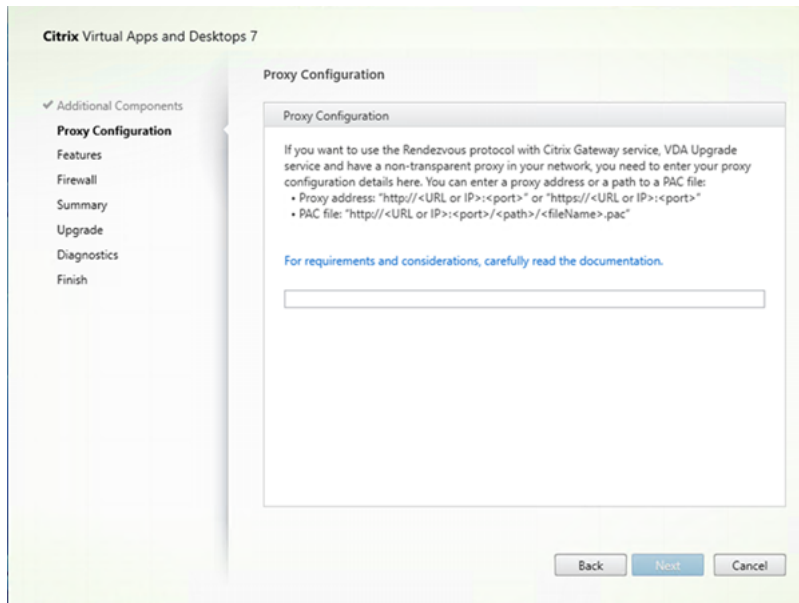 Citrix Virtual Apps and Desktops 7
Proxy Configuration
✔ Additional Components
Proxy Configuration
Features
Firewall
Summary
Upgrade
Diagnostics
Finish
Proxy Configuration
If you want to use the Rendezvous protocol with Citrix Gateway service, VDA Upgrade
service and have a non-transparent proxy in your network, you need to enter your proxy
configuration details here. You can enter a proxy address or a path to a PAC file:
• Proxy address: "http://<URL or IP>:<port>" or "https://<URL or IP>:<port>"
• PAC file: "http://<URL or IP>:<port>/<path>/<fileName>.pac"
For requirements and considerations, carefully read the documentation.
Back Next Cancel